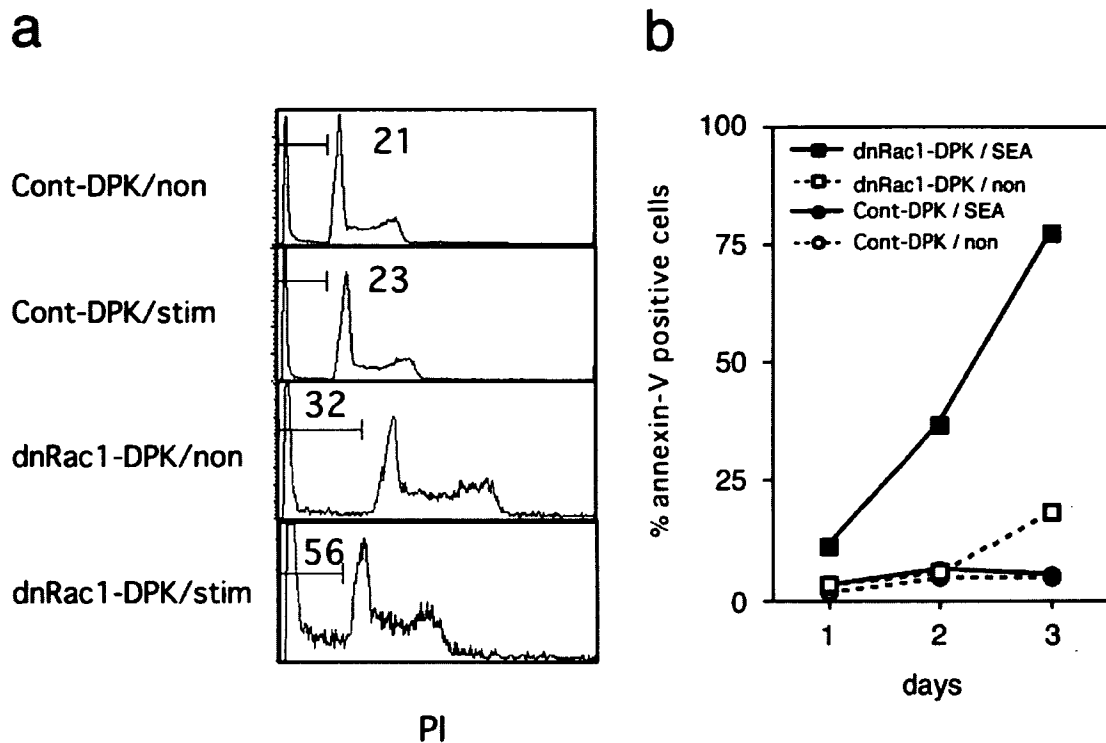 a
Cont-DPK/non
21
Cont-DPK/stim
23
dnRac1-DPK/non
32
dnRac1-DPK/stim
56
PI
b
% annexin-V positive cells
100
75
50
25
0
dnRac1-DPK / SEA
dnRac1-DPK / non
Cont-DPK / SEA
Cont-DPK / non
1 2 3
days